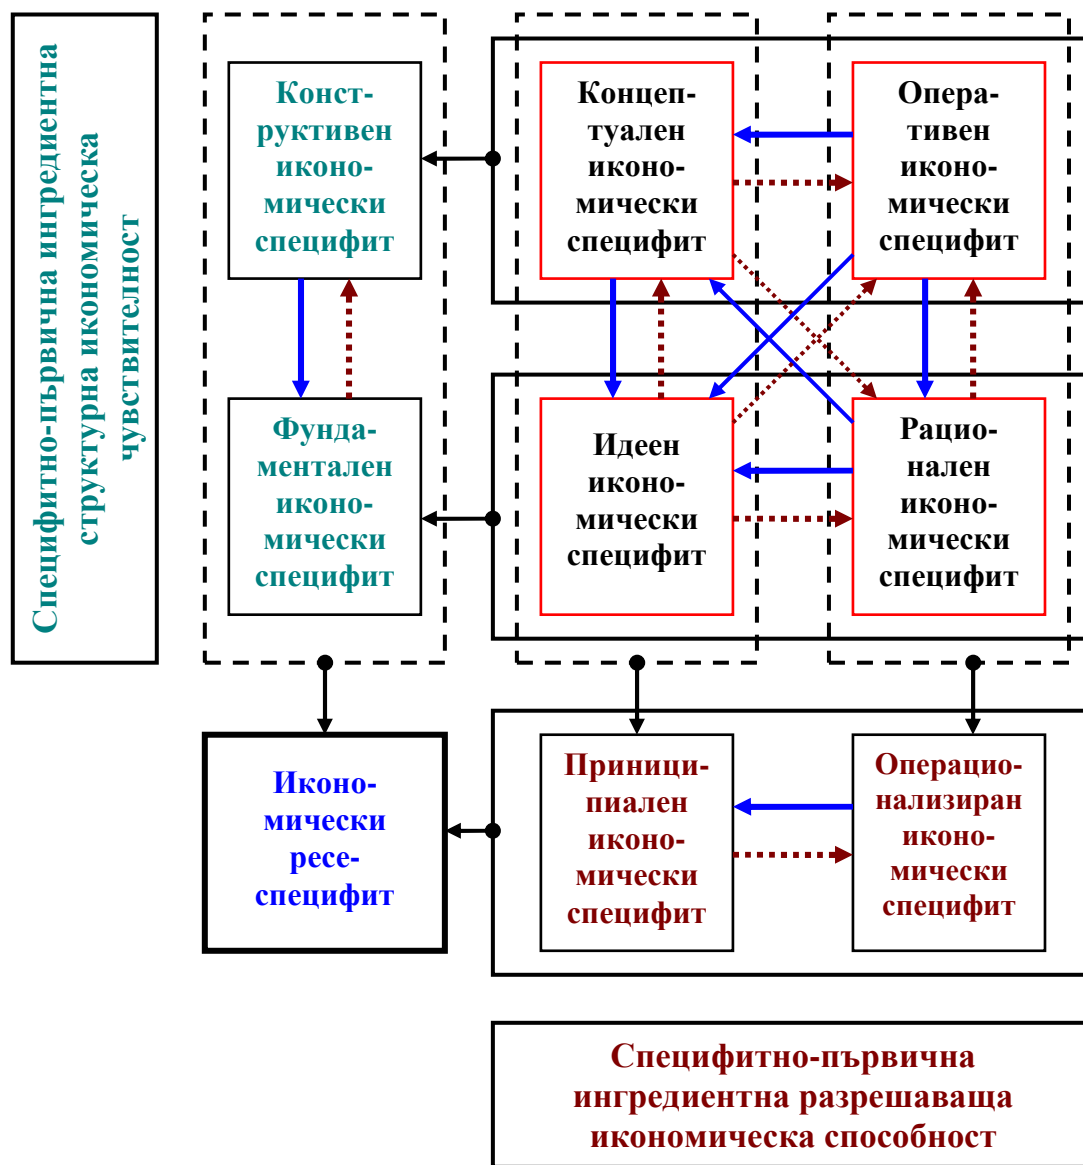 Специфитно-първична ингредиентна
структурна икономическа
чувствителност
Конст-
руктивен
иконо-
мически
специфит
Концеп-
туален
иконо-
мически
специфит
Опера-
тивен
иконо-
мически
специфит
Фунда-
ментален
иконо-
мически
специфит
Идеен
иконо-
мически
специфит
Рацио-
нален
иконо-
мически
специфит
Иконо-
мически
ресе-
специфит
Приници-
пиален
иконо-
мически
специфит
Операцио-
нализиран
иконо-
мически
специфит
Специфитно-първична
ингредиентна разрешаваща
икономическа способност